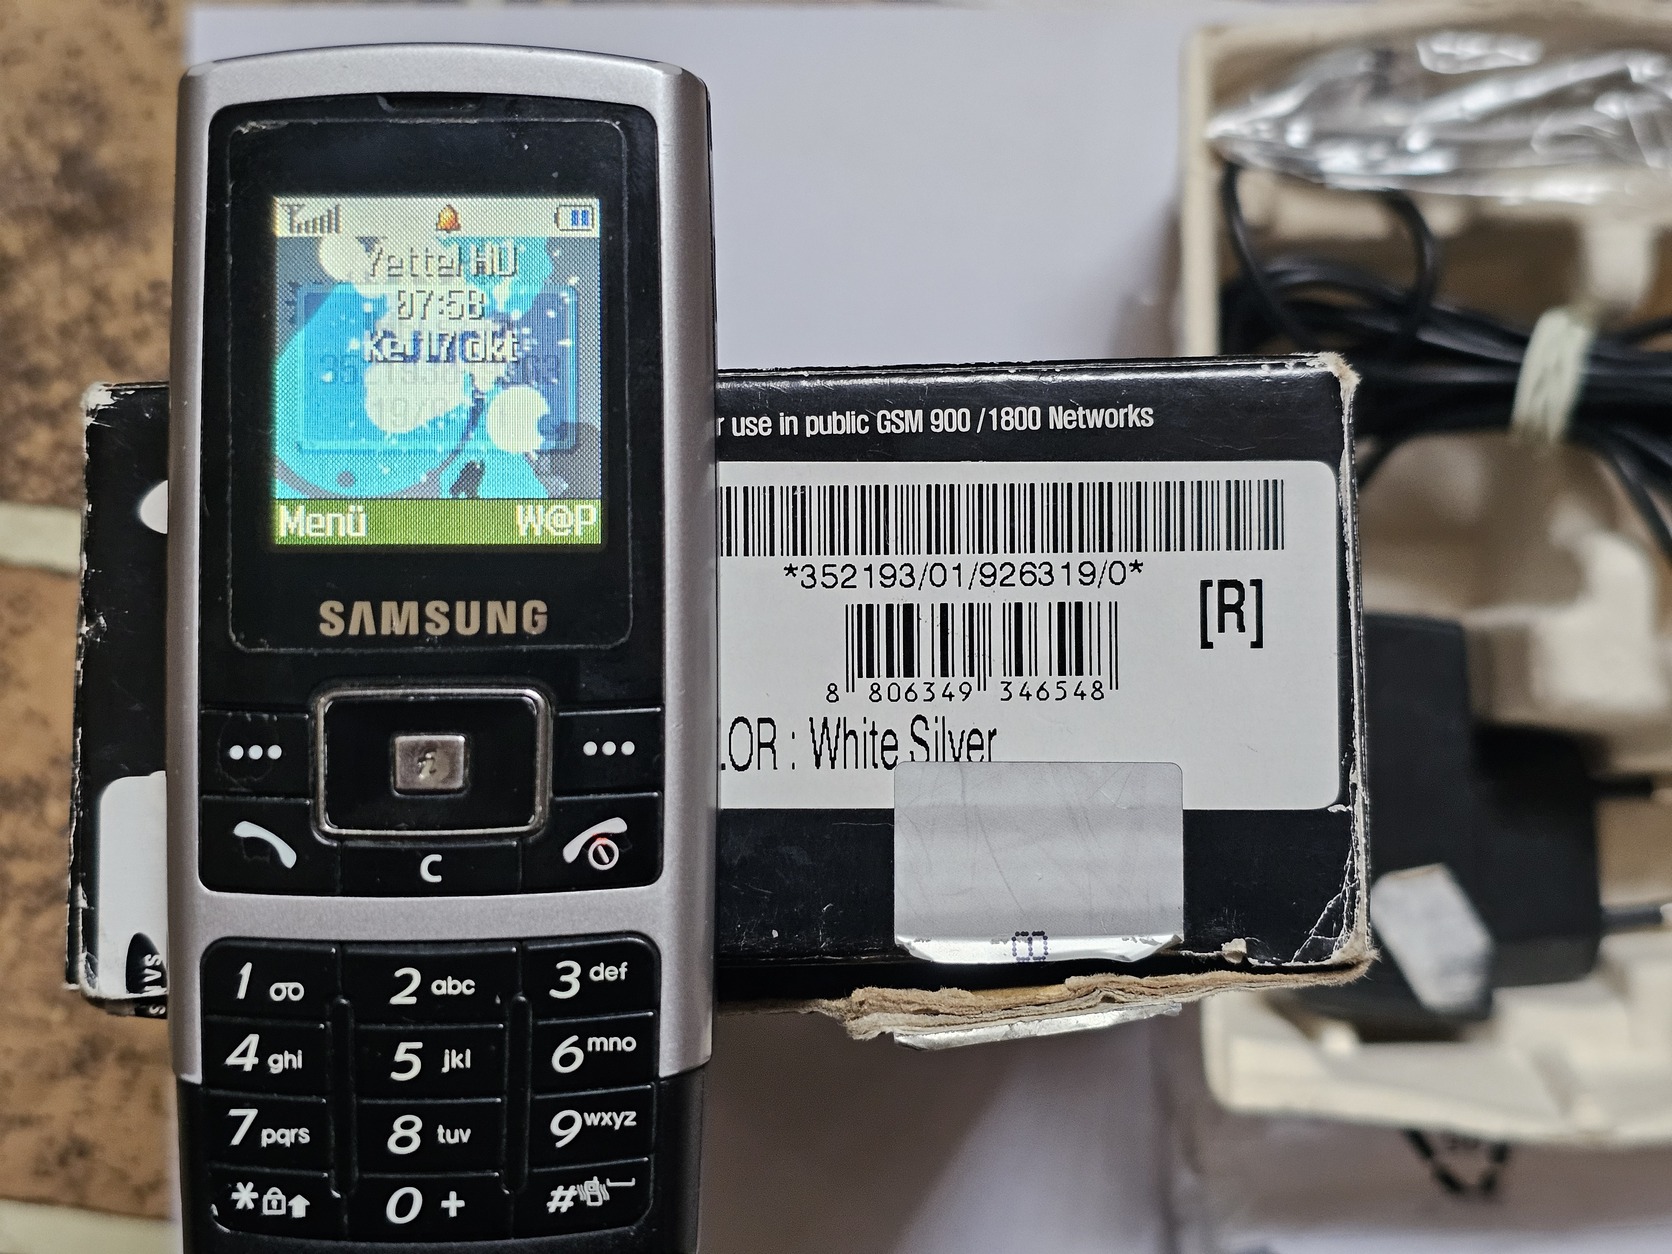 Yettel HU
07:58
Ke/17 @kt
Menü
W@P
SAMSUNG
C
1
2 abc
3 def
4 ghi
5 jkl
6 mno
7 pqrs
8 tuv
9 wxyz
*
0 +
#
use in public GSM 900 /1800 Networks
*352193/01/926319/0*
[R]
8 806349 346548
LOR : White Silver